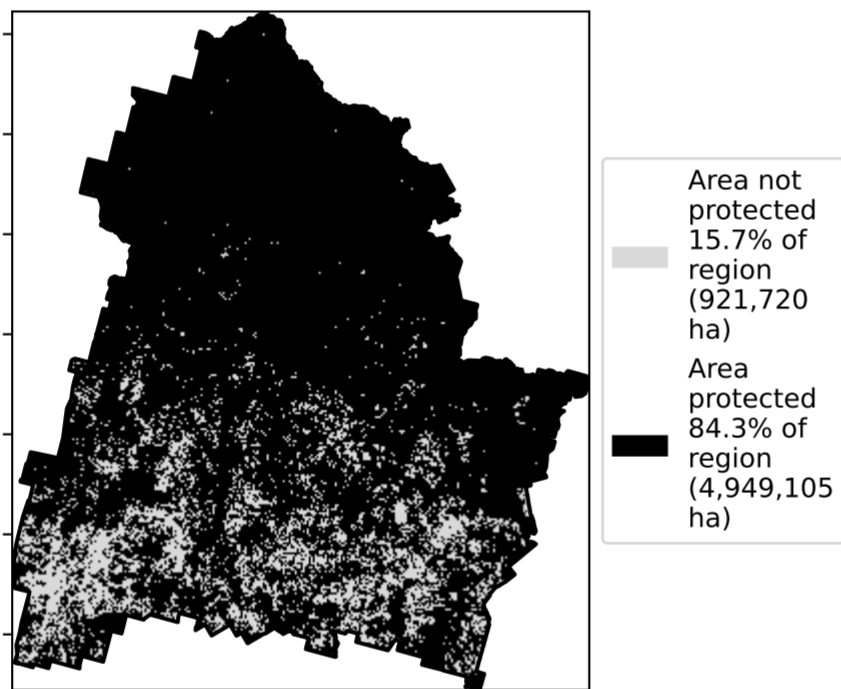 Area not
protected
15.7% of
region
(921,720
ha)
Area
protected
84.3% of
region
(4,949,105
ha)